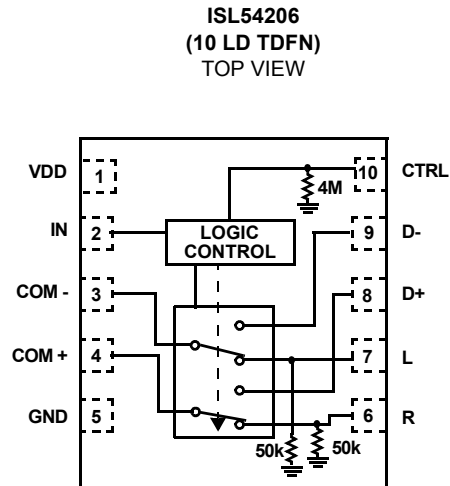 ISL54206
(10 LD TDFN)
TOP VIEW
VDD 1 10 CTRL
4M
IN 2 LOGIC CONTROL 9 D-
COM - 3 8 D+
COM + 4 7 L
GND 5 6 R
50k 50k